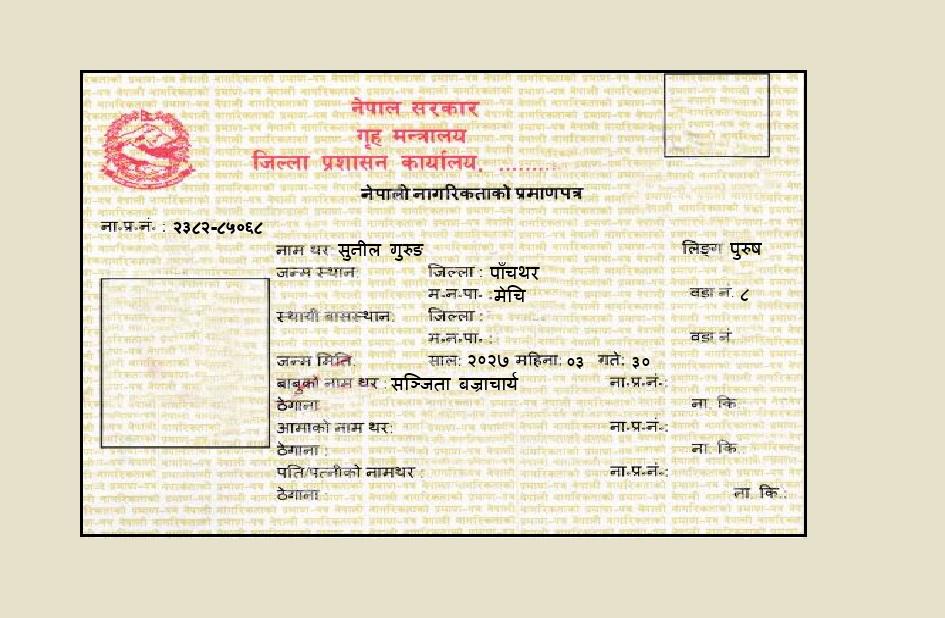 नेपाल सरकार
गृह मन्त्रालय
जिल्ला प्रशासन कार्यालय, ........
नेपाली नागरिकताको प्रमाणपत्र
ना.प्र.नं. : २३८२-८५०६८
नाम थर: सुनील गुरुङ लिङ्ग पुरुष
जन्म स्थान: जिल्ला : पाँचथर
म.न.पा. :मेचि वडा नं. ८
स्थायी बासस्थान: जिल्ला :
म.न.पा. : वडा नं
जन्म मिति: साल: २०२७ महिना: ०३ गते: ३०
बाबुको नाम थर : सञ्जिता बज्राचार्य ना.प्र.नं.:
ठेगाना ना. कि.
आमाको नाम थर: ना.प्र.नं.:
ठेगाना : ना. कि.
पति/पत्नीको नामथर : ना.प्र.नं.:
ठेगाना : ना. कि.: